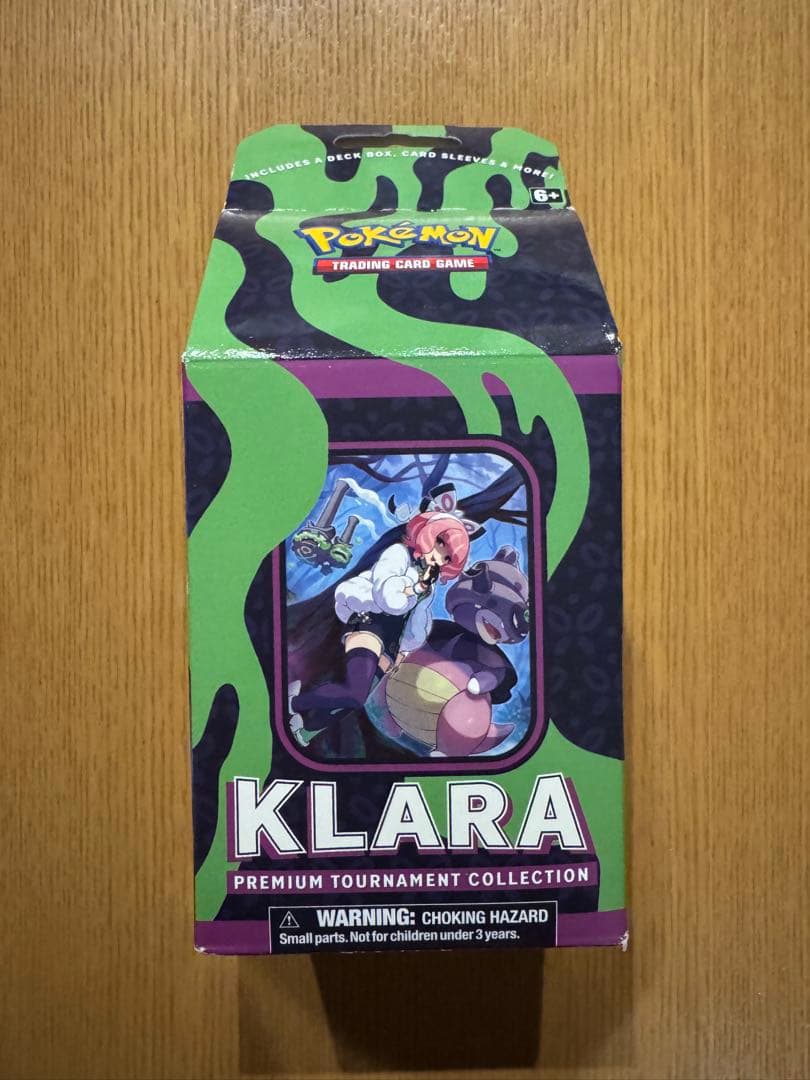 INCLUDES A DECK BOX, CARD SLEEVES & MORE!
6+
POKÉMON
TRADING CARD GAME
KLARA
PREMIUM TOURNAMENT COLLECTION
WARNING: CHOKING HAZARD
Small parts. Not for children under 3 years.